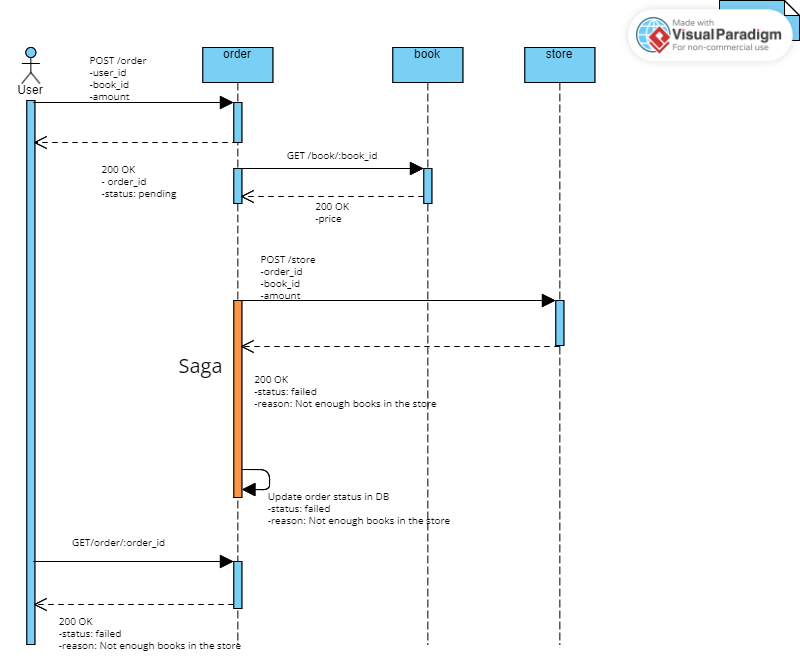 Made with
VisualParadigm
For non-commercial use
order
book
store
User
POST /order
-user_id
-book_id
-amount
GET /book/:book_id
200 OK
- order_id
-status: pending
200 OK
-price
POST /store
-order_id
-book_id
-amount
Saga
200 OK
-status: failed
-reason: Not enough books in the store
Update order status in DB
-status: failed
-reason: Not enough books in the store
GET/order/:order_id
200 OK
-status: failed
-reason: Not enough books in the store